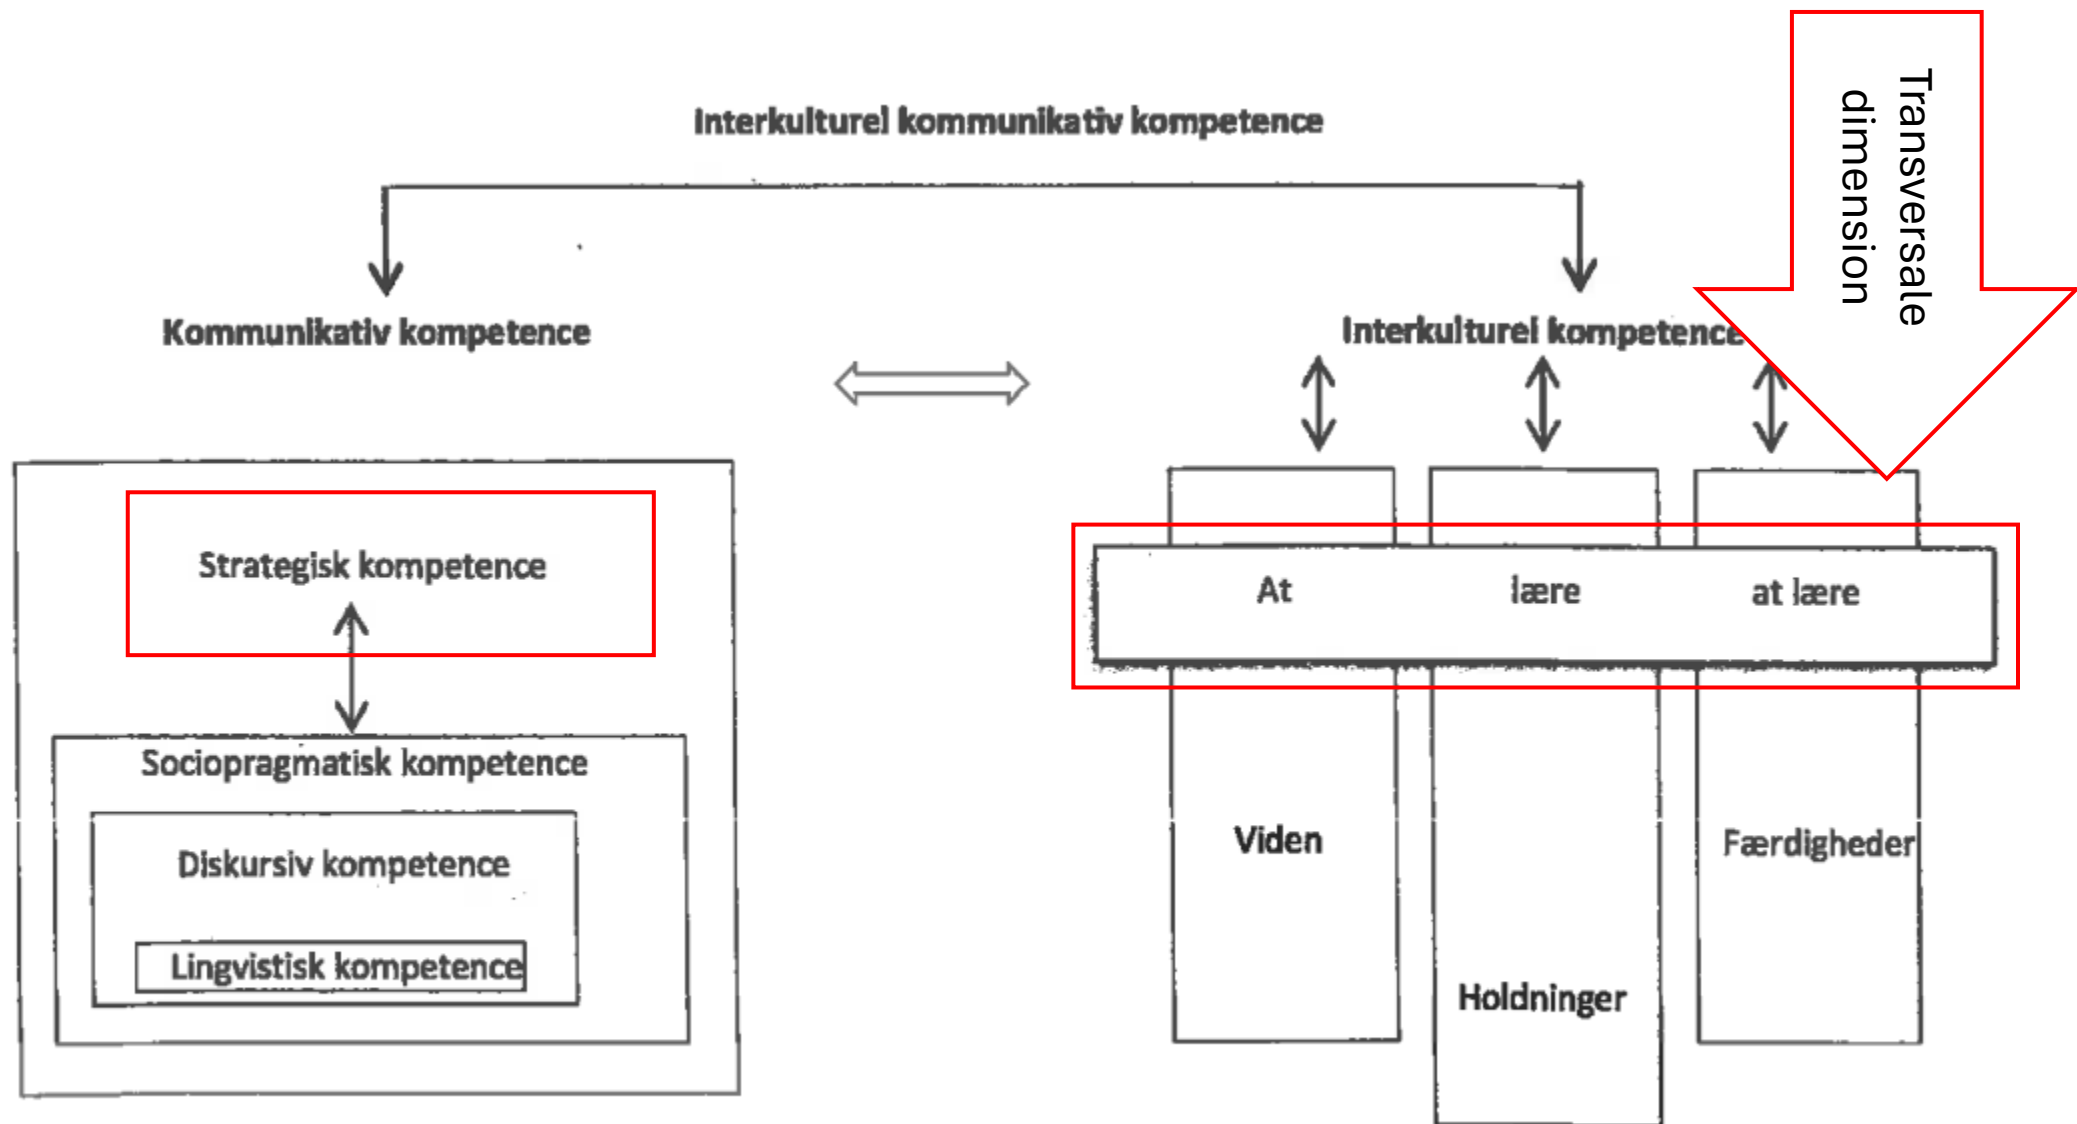 Transversale
dimension
Interkulturel kommunikativ kompetence
Kommunikativ kompetence
Interkulturel kompetence
Strategisk kompetence
Sociopragmatisk kompetence
Diskursiv kompetence
Lingvistisk kompetence
At lære at lære
Viden
Holdninger
Færdigheder